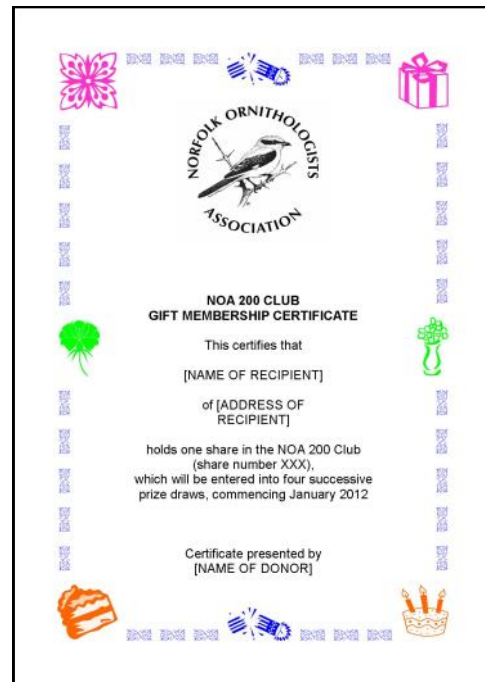 NORFOLK ORNITHOLOGISTS
ASSOCIATION
NOA 200 CLUB
GIFT MEMBERSHIP CERTIFICATE
This certifies that
[NAME OF RECIPIENT]
of [ADDRESS OF
RECIPIENT]
holds one share in the NOA 200 Club
(share number XXX),
which will be entered into four successive
prize draws, commencing January 2012
Certificate presented by
[NAME OF DONOR]